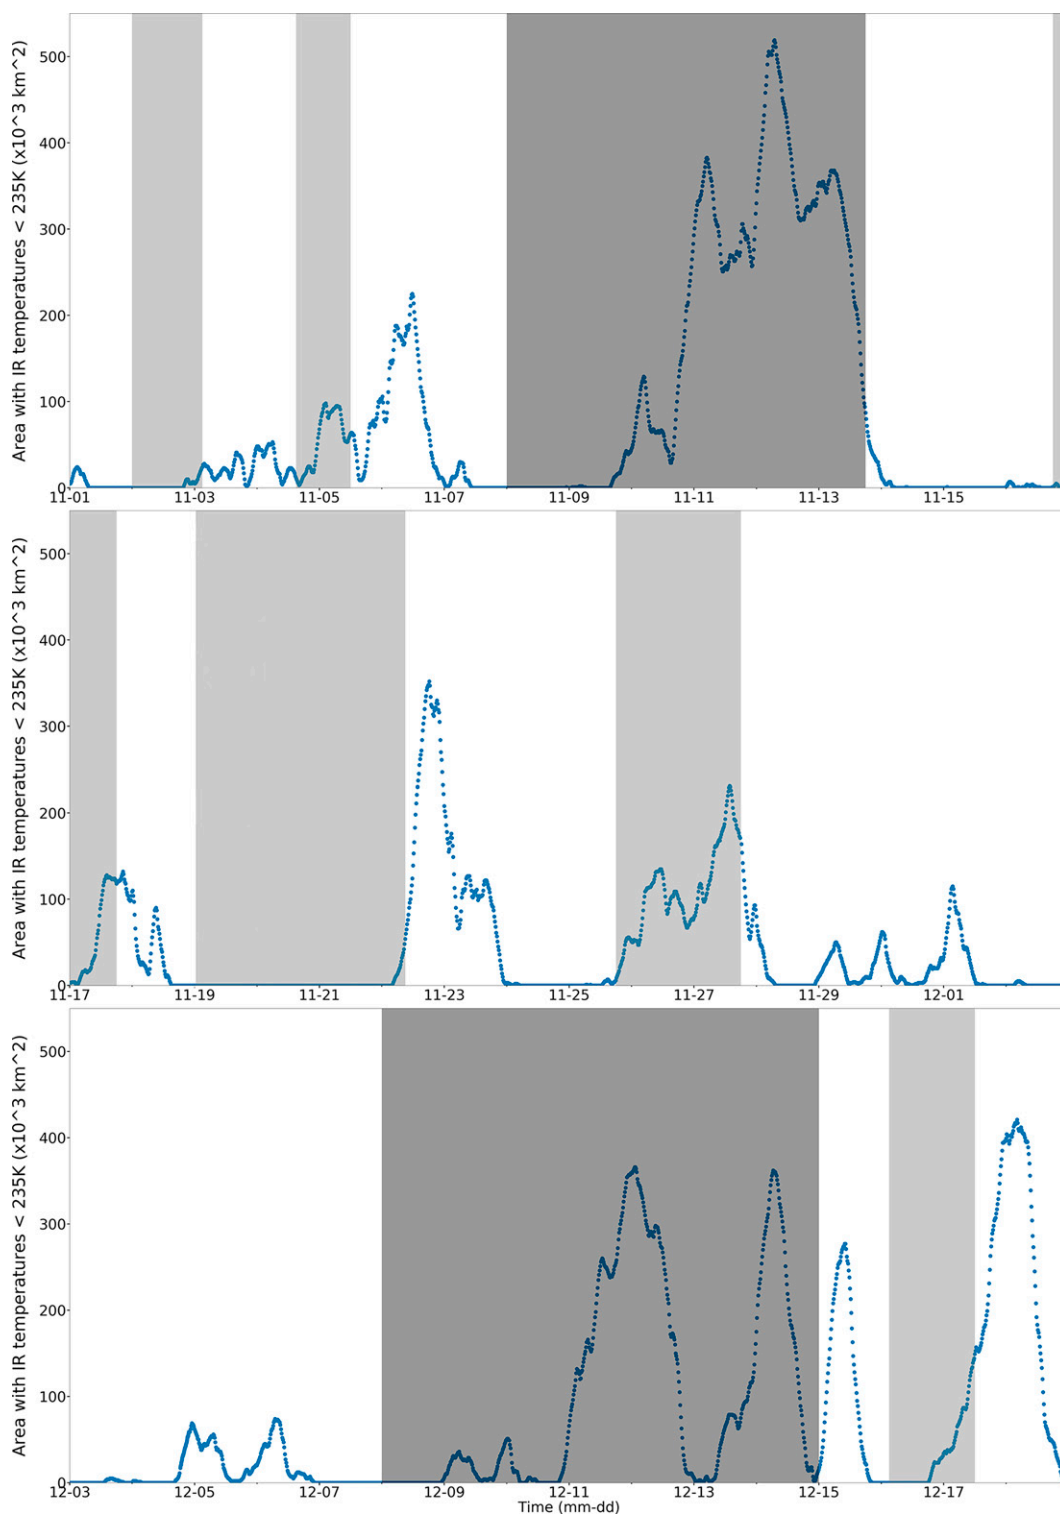 Area with IR temperatures < 235K (x10^3 km^2)
500
400
300
200
100
0
11-01 11-03 11-05 11-07 11-09 11-11 11-13 11-15
Area with IR temperatures < 235K (x10^3 km^2)
500
400
300
200
100
0
11-17 11-19 11-21 11-23 11-25 11-27 11-29 12-01
Area with IR temperatures < 235K (x10^3 km^2)
500
400
300
200
100
0
12-03 12-05 12-07 12-09 12-11 12-13 12-15 12-17
Time (mm-dd)